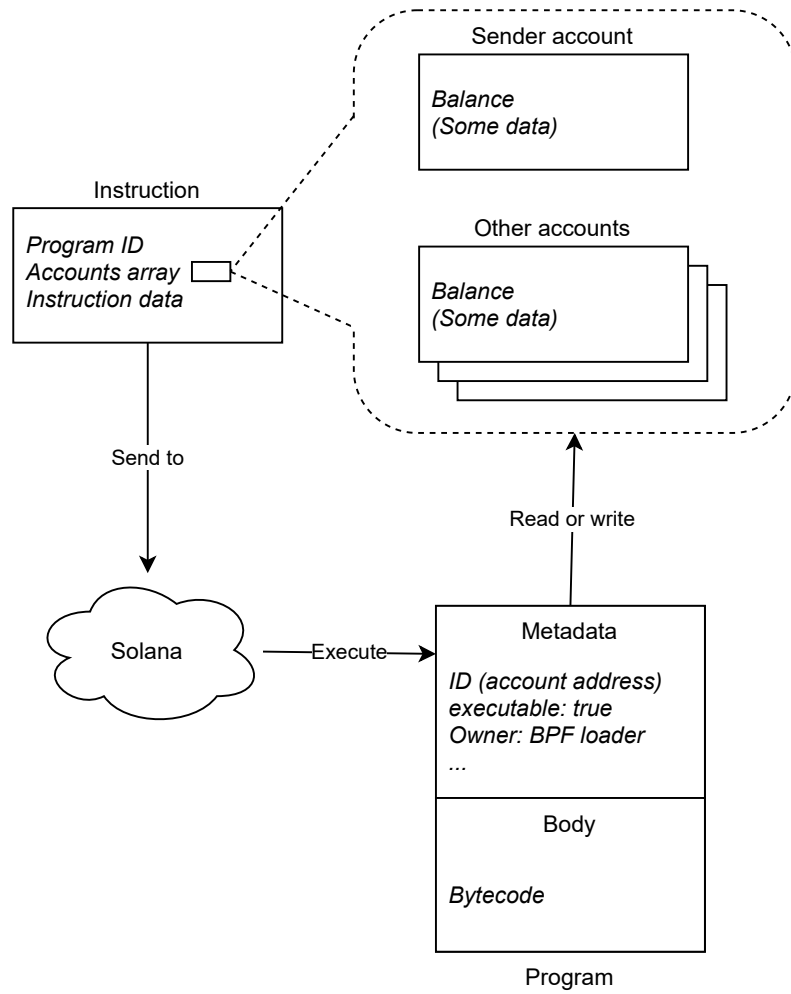 Sender account
Balance
(Some data)
Instruction
Program ID
Accounts array
Instruction data
Other accounts
Balance
(Some data)
Send to
Read or write
Solana
Execute
Metadata
ID (account address)
executable: true
Owner: BPF loader
...
Body
Bytecode
Program